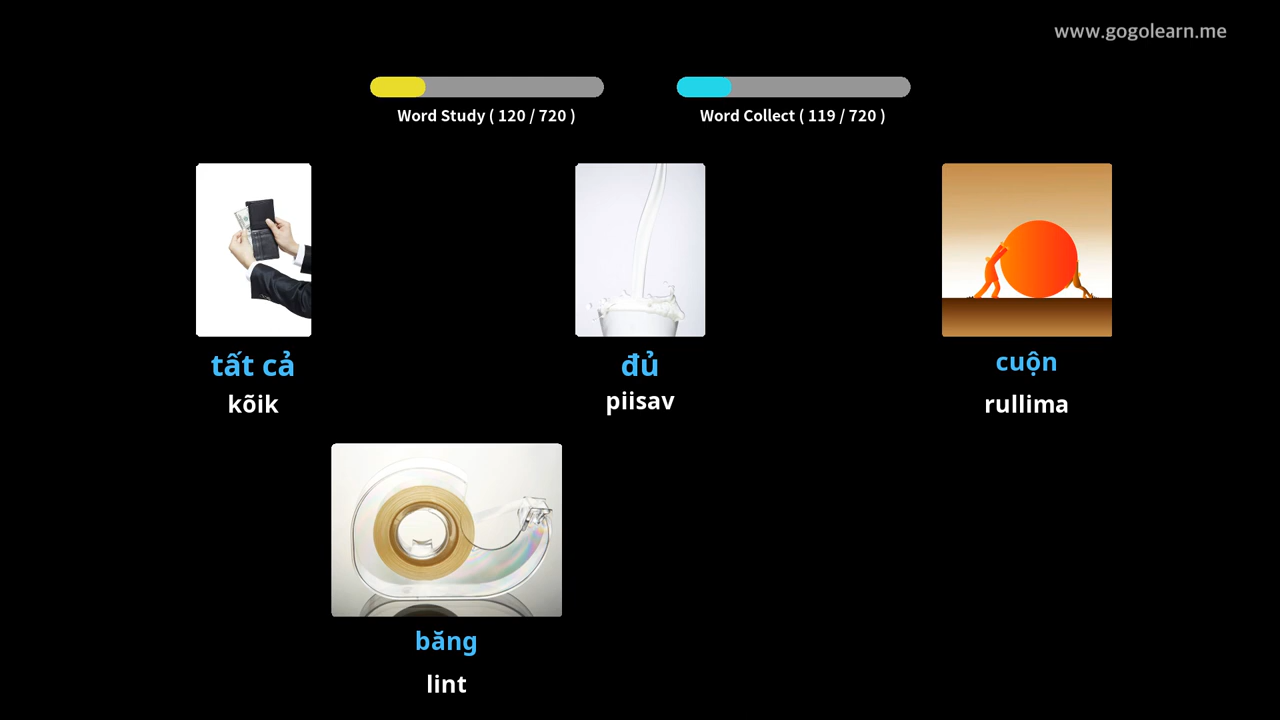 www.gogolearn.me
Word Study ( 120 / 720 )
Word Collect ( 119 / 720 )
tất cả
kõik
đủ
piisav
cuộn
rullima
băng
lint